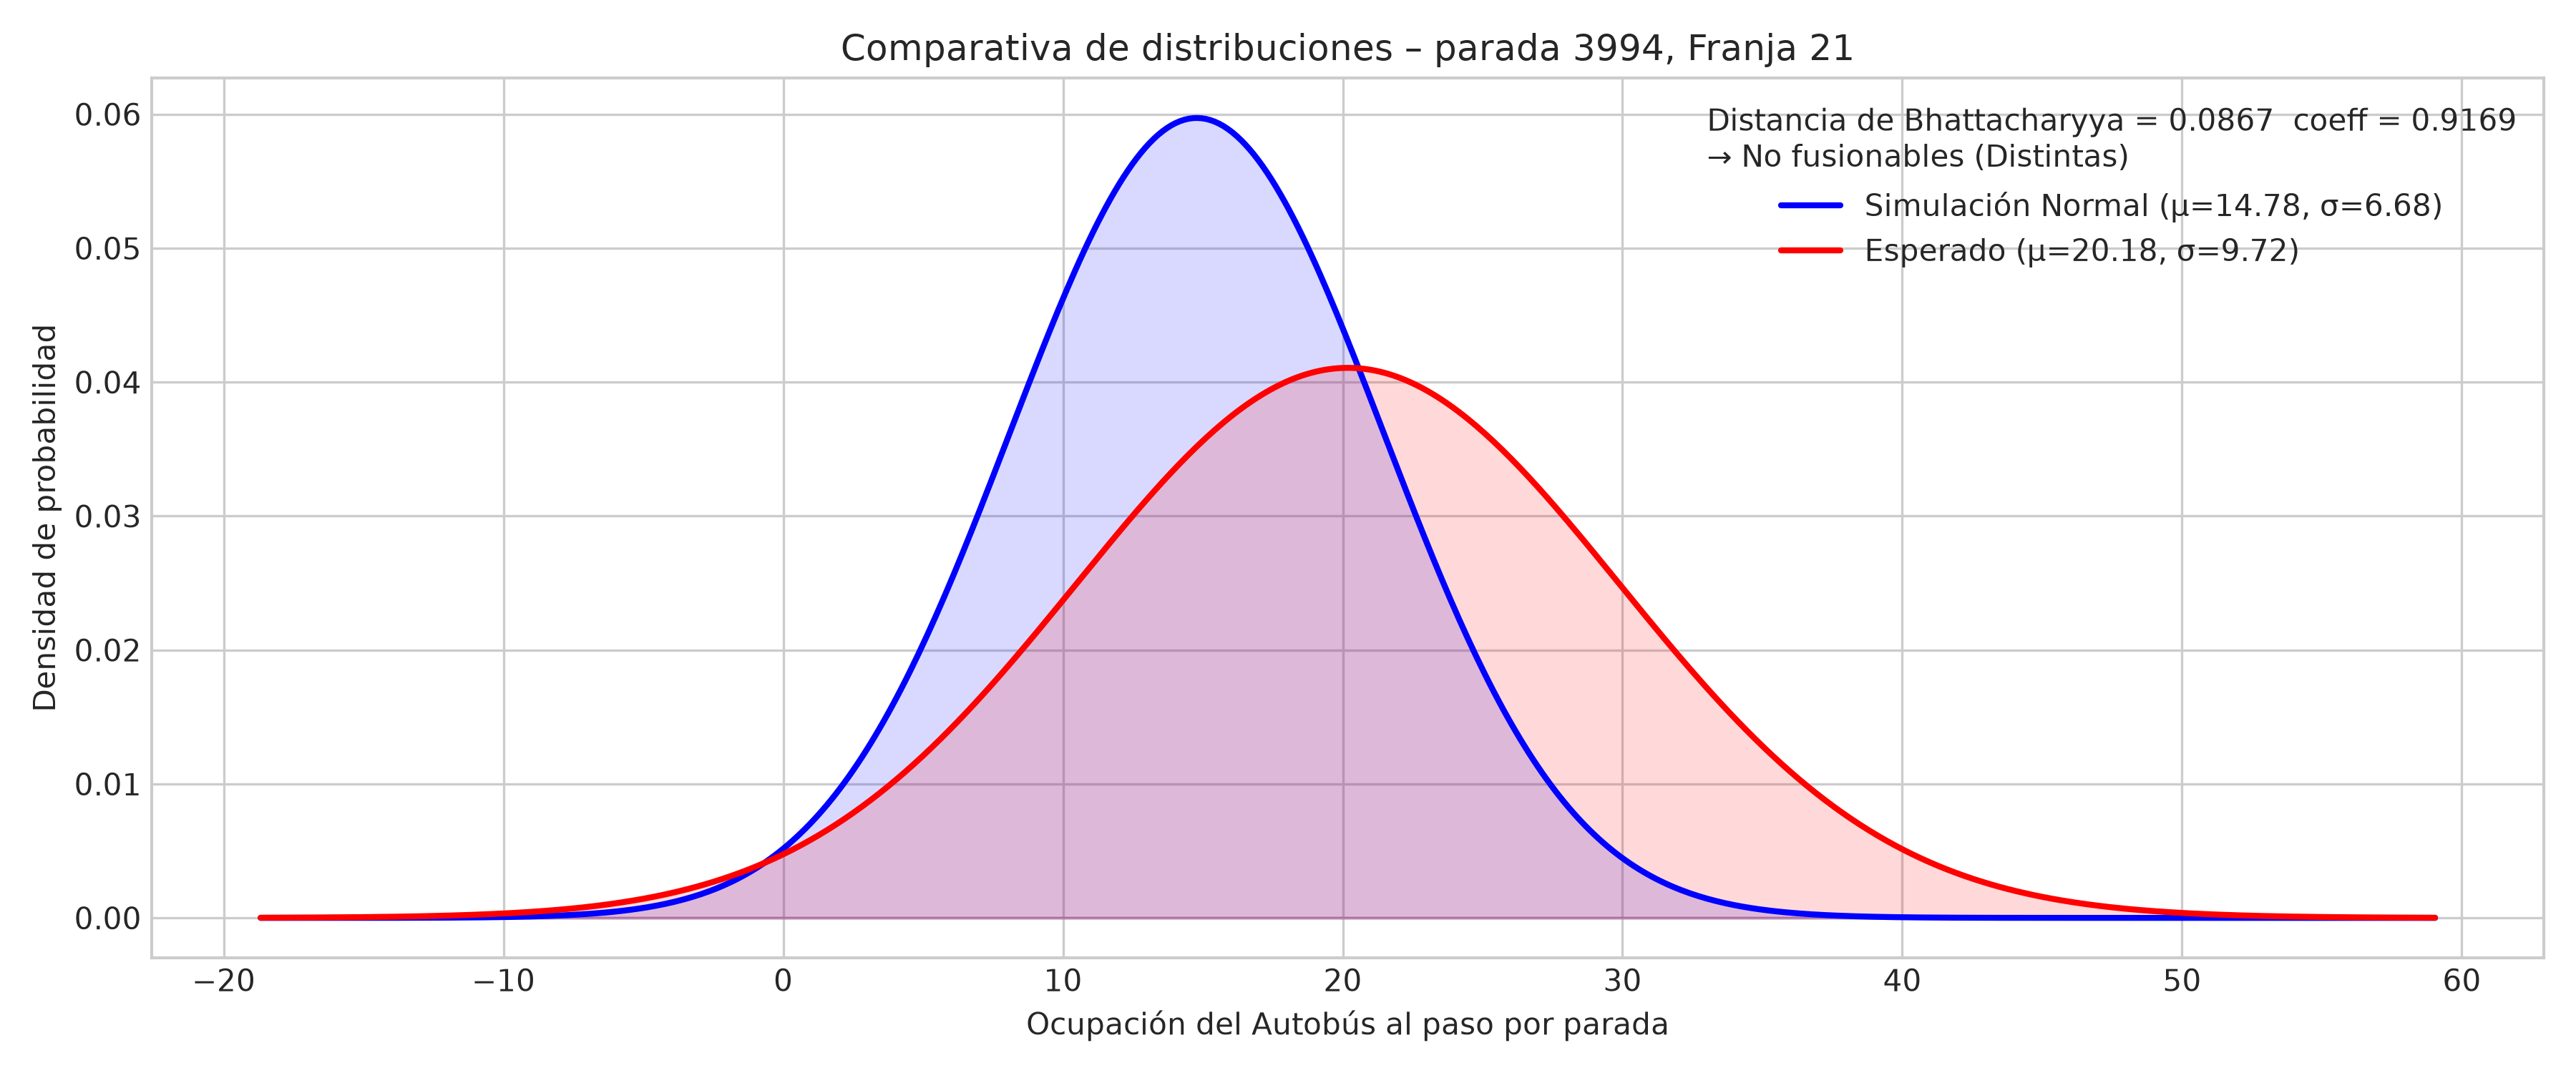 Comparativa de distribuciones – parada 3994, Franja 21
Distancia de Bhattacharyya = 0.0867  coeff = 0.9169
→ No fusionables (Distintas)
Simulación Normal (μ=14.78, σ=6.68)
Esperado (μ=20.18, σ=9.72)
Densidad de probabilidad
0.06
0.05
0.04
0.03
0.02
0.01
0.00
−20 −10 0 10 20 30 40 50 60
Ocupación del Autobús al paso por parada